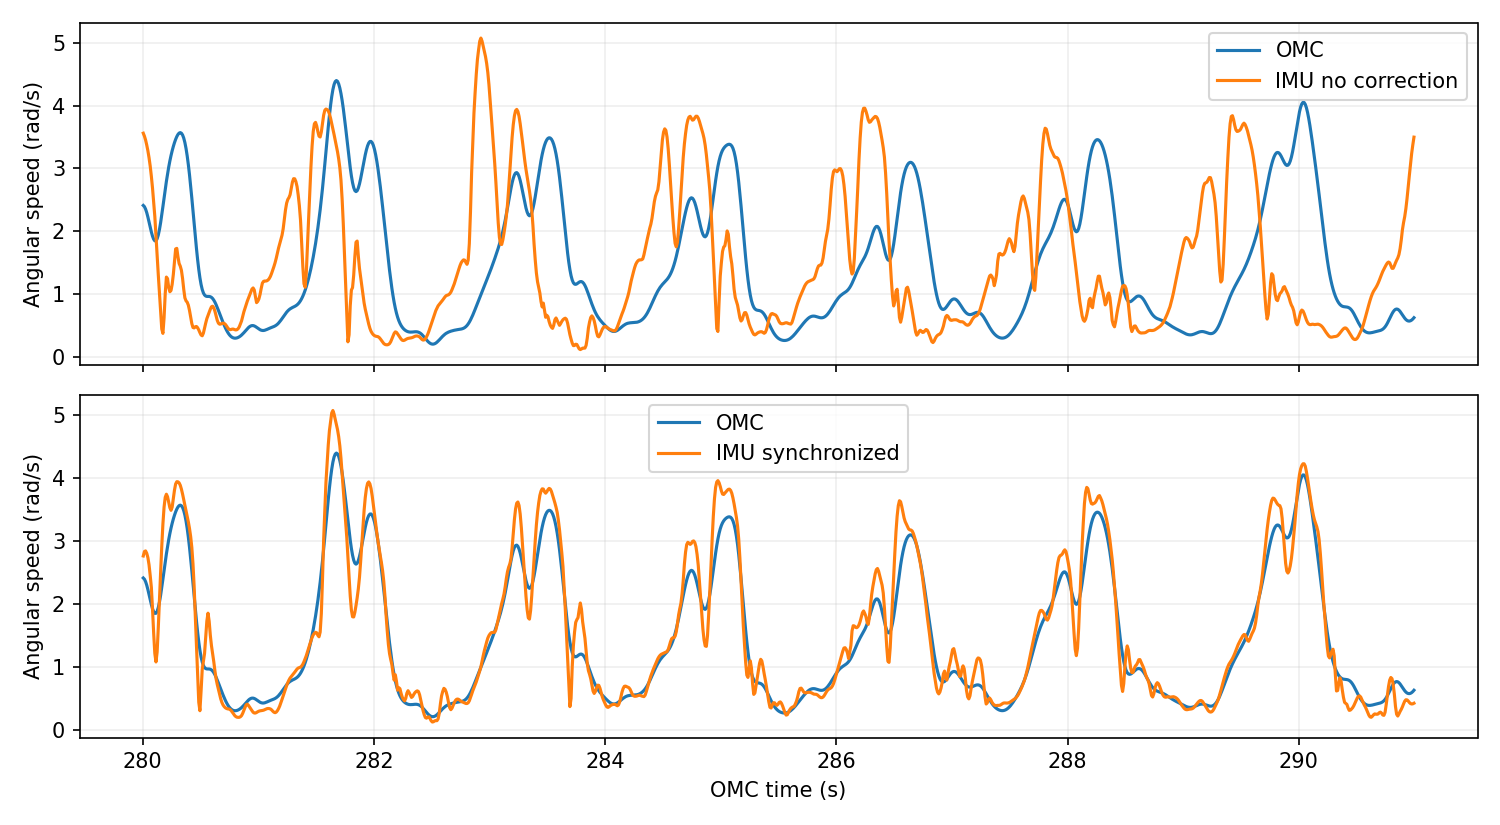 Angular speed (rad/s)
5
4
3
2
1
0
OMC
IMU no correction
Angular speed (rad/s)
5
4
3
2
1
0
OMC
IMU synchronized
280
282
284
286
288
290
OMC time (s)